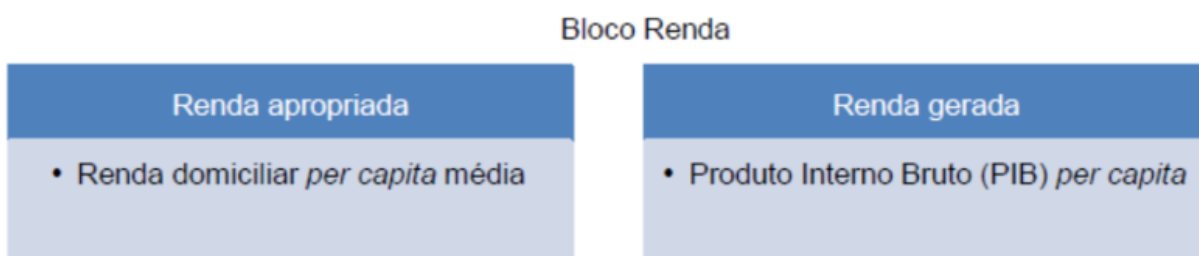 Bloco Renda
Renda apropriada
• Renda domiciliar per capita média
Renda gerada
• Produto Interno Bruto (PIB) per capita